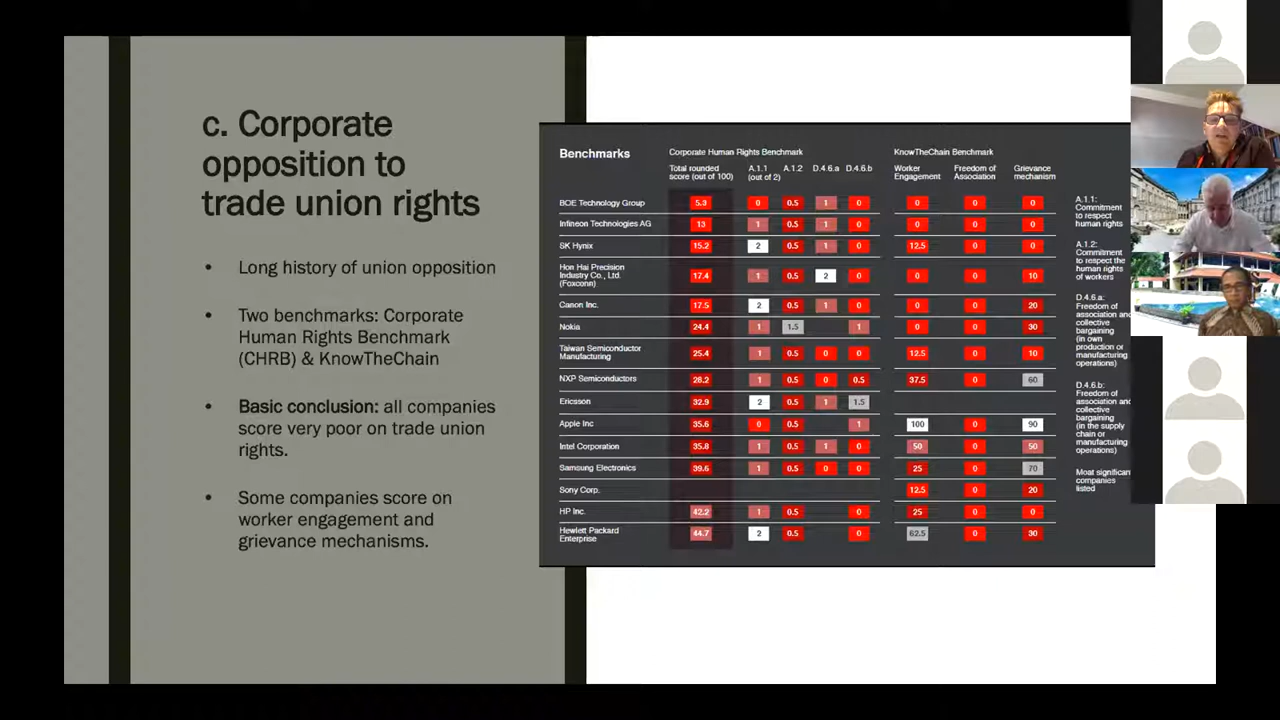 c. Corporate
opposition to
trade union rights
• Long history of union opposition
• Two benchmarks: Corporate
Human Rights Benchmark
(CHRB) & KnowTheChain
• Basic conclusion: all companies
score very poor on trade union
rights.
• Some companies score on
worker engagement and
grievance mechanisms.
Benchmarks
Corporate Human Rights Benchmark
KnowTheChain Benchmark
Total rounded score (out of 100) A.1.1 (out of 2) A.1.2 D.4.6.a D.4.6.b Worker Engagement Freedom of Association Grievance mechanism
BOE Technology Group 5.3 0 0.5 1 0 0 0 0
Infineon Technologies AG 13 1 0.5 1 0 0 0 0
SK Hynix 15.2 2 0.5 1 0 12.5 0 0
Hon Hai Precision
Industry Co., Ltd.
(Foxconn) 17.4 1 0.5 2 0 0 0 10
Canon Inc. 17.5 2 0.5 1 0 0 0 20
Nokia 24.4 1 1.5 1 0 0 30
Taiwan Semiconductor
Manufacturing 25.4 1 0.5 0 0 12.5 0 10
NXP Semiconductors 28.2 1 0.5 0 0.5 37.5 0 60
Ericsson 32.9 2 0.5 1 1.5
Apple Inc 35.6 0 0.5 1 100 0 90
Intel Corporation 35.8 1 0.5 1 0 50 0 50
Samsung Electronics 39.6 1 0.5 0 0 25 0 70
Sony Corp. 12.5 0 20
HP Inc. 42.2 1 0.5 0 25 0 0
Hewlett Packard
Enterprise 44.7 2 0.5 0 62.5 0 30
A.1.1:
Commitment
to respect
human rights
A.1.2:
Commitment
to respect the
human rights
of workers
D.4.6.a:
Freedom of
association and
collective
bargaining
(in own
production or
manufacturing
operations)
D.4.6.b:
Freedom of
association and
collective
bargaining
(in the supply
chain or
manufacturing
operations)
Most significan
companies
listed